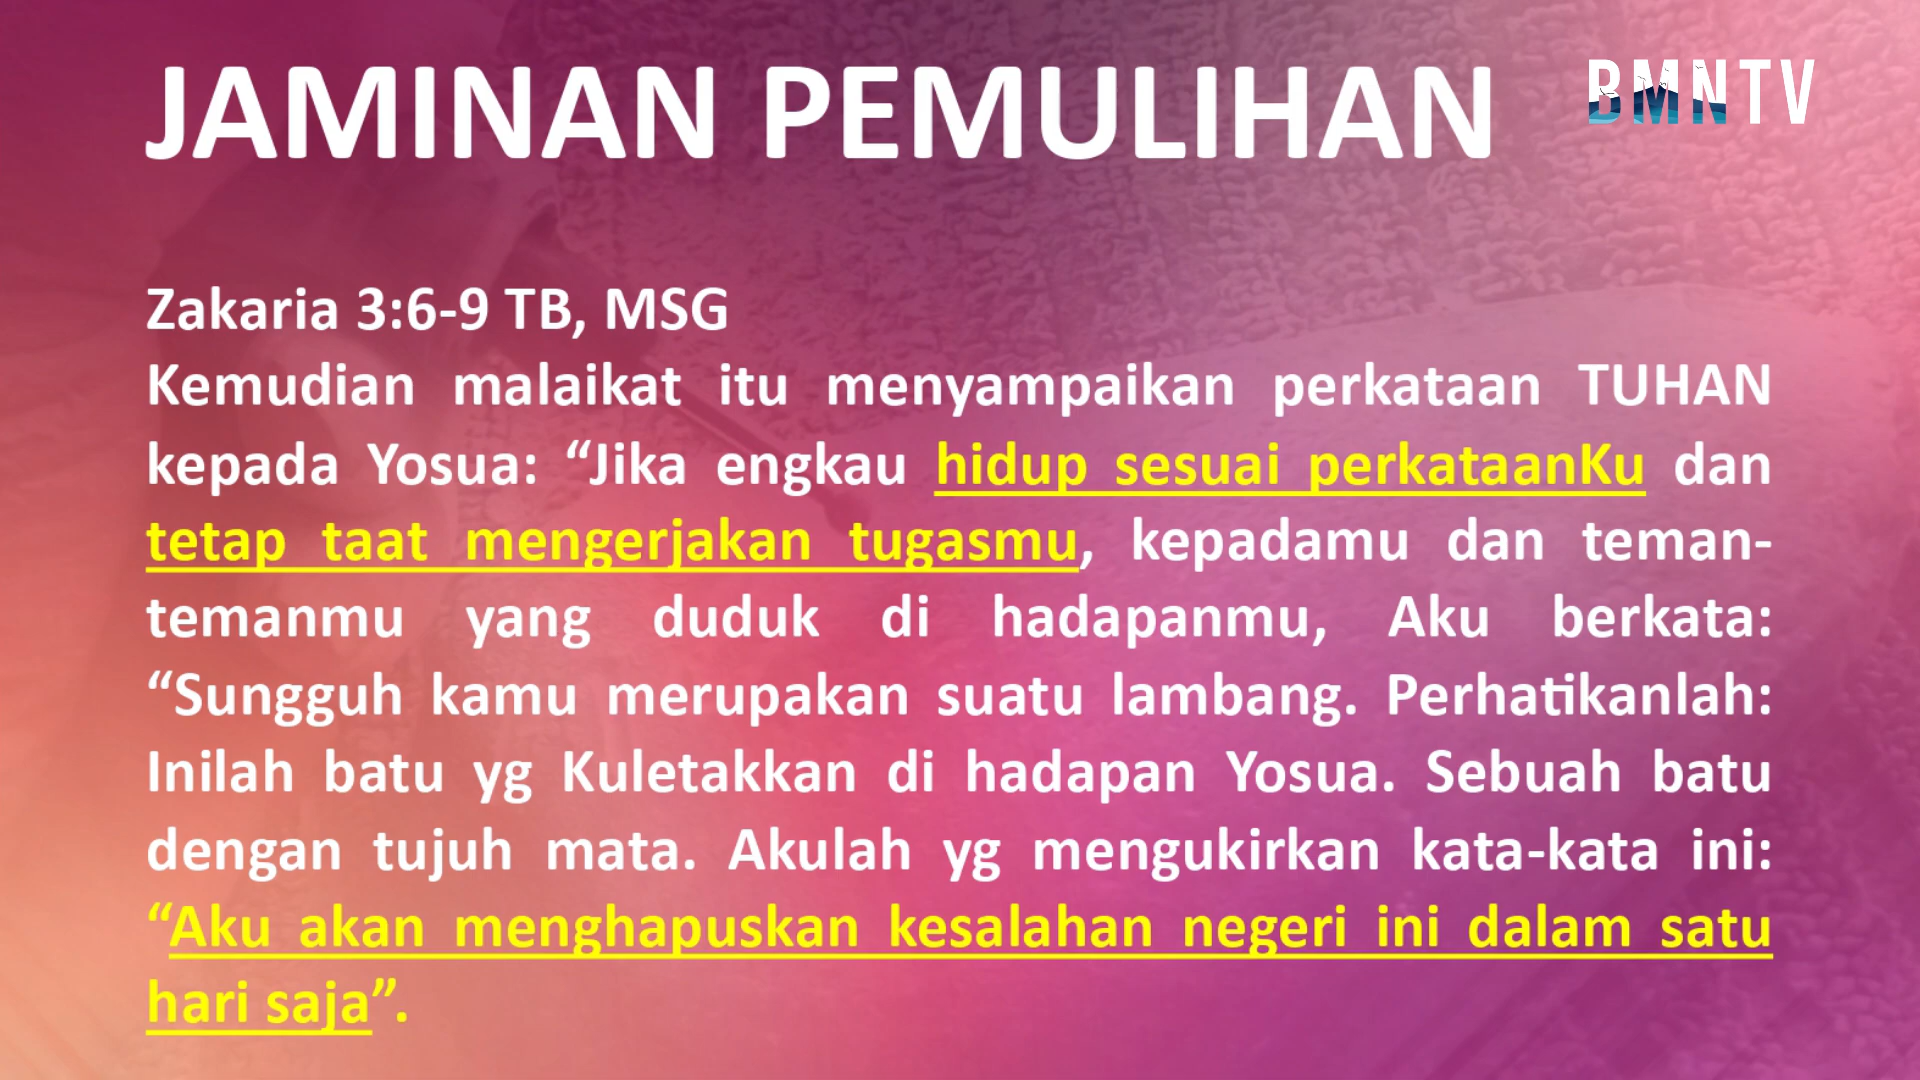 JAMINAN PEMULIHAN
BMNTV
Zakaria 3:6-9 TB, MSG
Kemudian malaikat itu menyampaikan perkataan TUHAN
kepada Yosua: “Jika engkau hidup sesuai perkataanKu dan
tetap taat mengerjakan tugasmu, kepadamu dan teman-
temanmu yang duduk di hadapanmu, Aku berkata:
“Sungguh kamu merupakan suatu lambang. Perhatikanlah:
Inilah batu yg Kuletakkan di hadapan Yosua. Sebuah batu
dengan tujuh mata. Akulah yg mengukirkan kata-kata ini:
“Aku akan menghapuskan kesalahan negeri ini dalam satu
hari saja”.